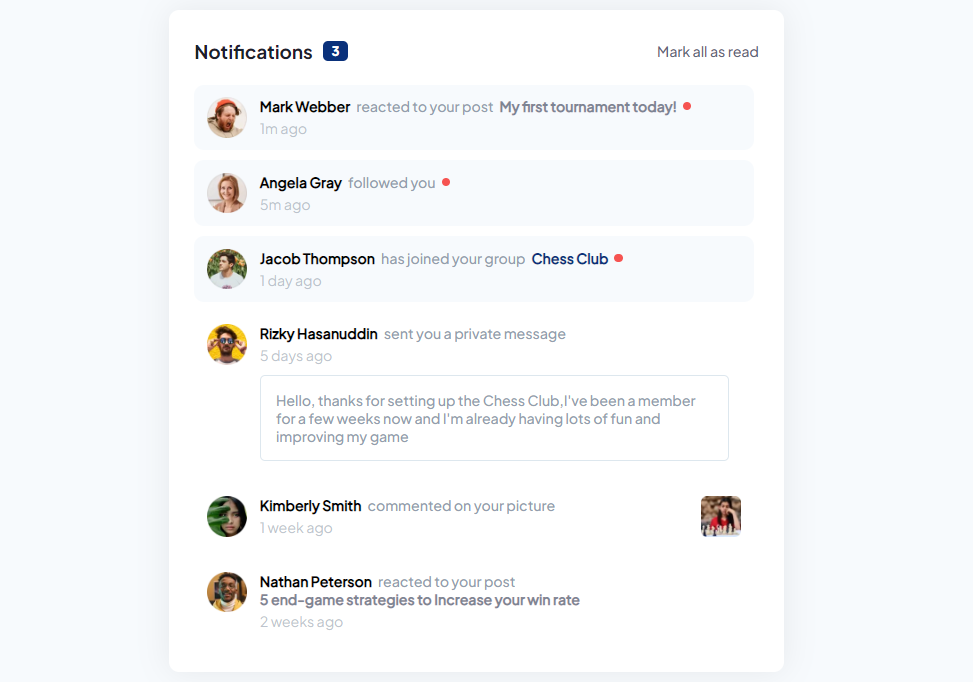 Notifications 3 Mark all as read
Mark Webber reacted to your post My first tournament today!
1m ago
Angela Gray followed you
5m ago
Jacob Thompson has joined your group Chess Club
1 day ago
Rizky Hasanuddin sent you a private message
5 days ago
Hello, thanks for setting up the Chess Club,I've been a member
for a few weeks now and I'm already having lots of fun and
improving my game
Kimberly Smith commented on your picture
1 week ago
Nathan Peterson reacted to your post
5 end-game strategies to Increase your win rate
2 weeks ago